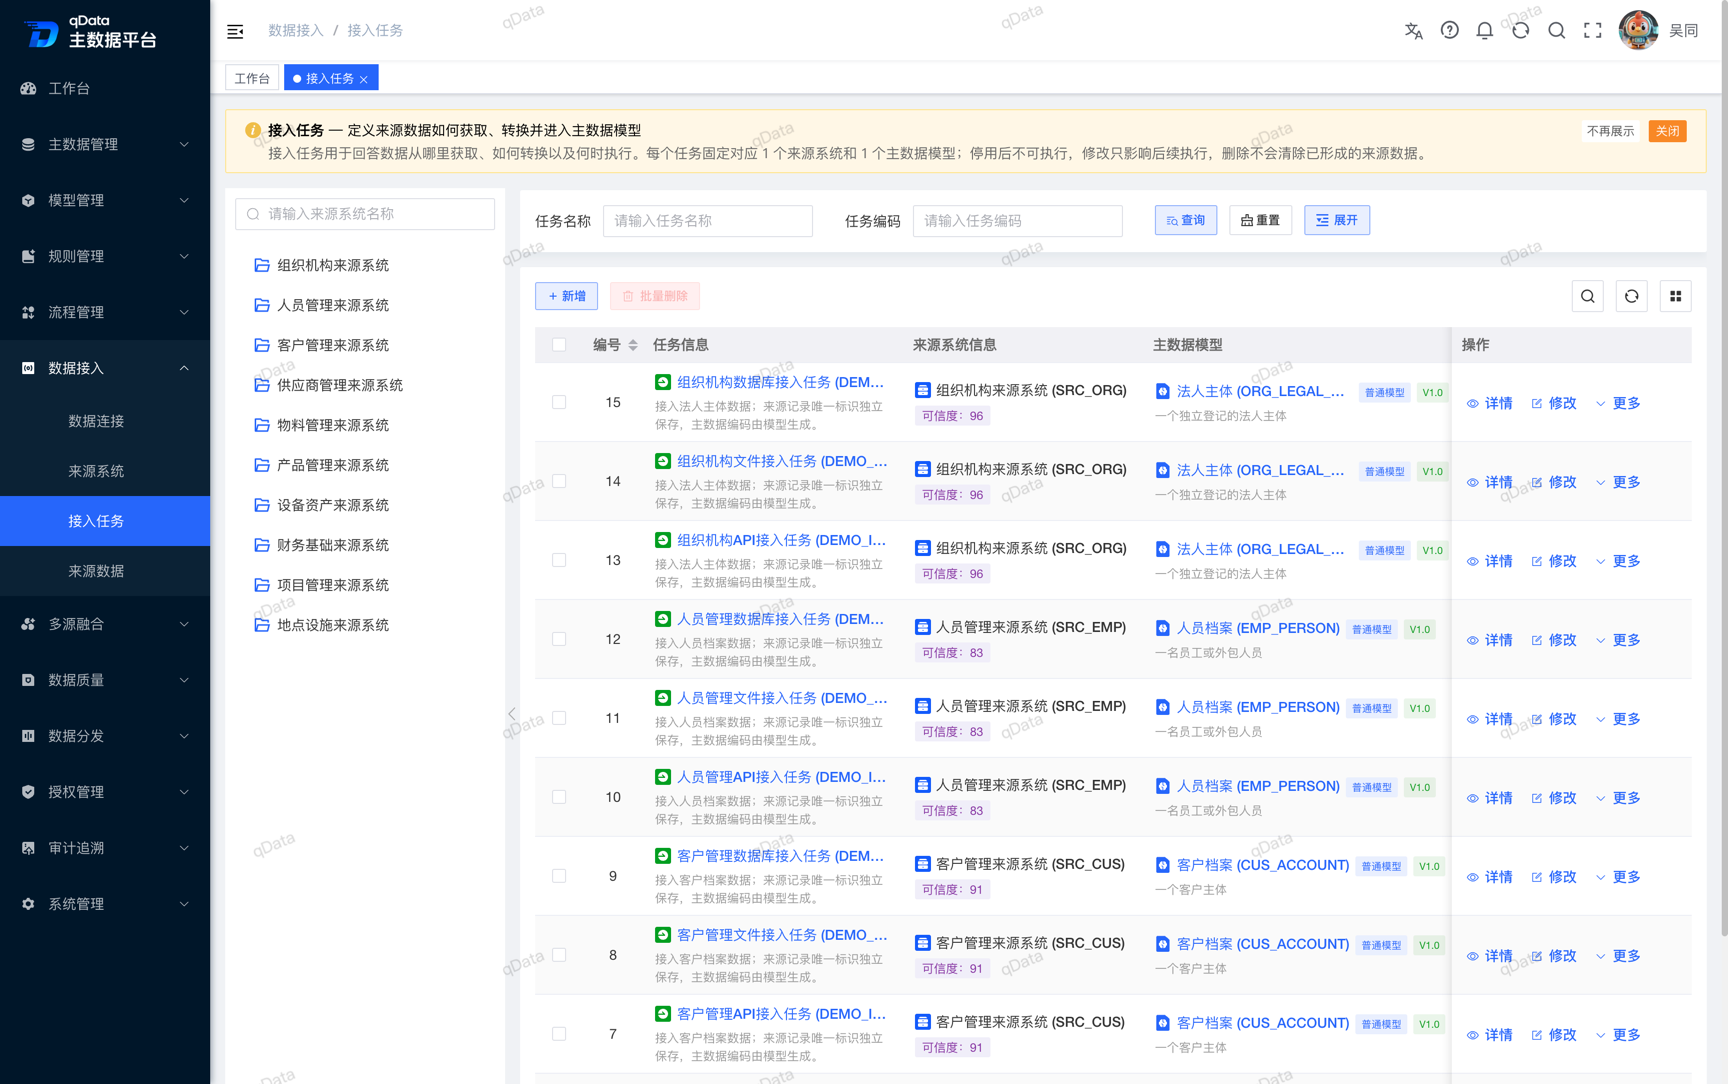 qData
主数据平台
工作台
主数据管理
模型管理
规则管理
流程管理
数据接入
数据连接
来源系统
接入任务
来源数据
多源融合
数据质量
数据分发
授权管理
审计追溯
系统管理
数据接入 / 接入任务
吴同
工作台
接入任务
接入任务 — 定义来源数据如何获取、转换并进入主数据模型
接入任务用于回答数据从哪里获取、如何转换以及何时执行。每个任务固定对应 1 个来源系统和 1 个主数据模型；停用后不可执行，修改只影响后续执行，删除不会清除已形成的来源数据。
不再展示
关闭
请输入来源系统名称
组织机构来源系统
人员管理来源系统
客户管理来源系统
供应商管理来源系统
物料管理来源系统
产品管理来源系统
设备资产来源系统
财务基础来源系统
项目管理来源系统
地点设施来源系统
任务名称 请输入任务名称 任务编码 请输入任务编码 查询 重置 展开
+ 新增 批量删除
编号 任务信息 来源系统信息 主数据模型 操作
15
组织机构数据库接入任务 (DEM...
接入法人主体数据；来源记录唯一标识独立
保存，主数据编码由模型生成。
组织机构来源系统 (SRC_ORG)
可信度：96
法人主体 (ORG_LEGAL_... 普通模型 V1.0
一个独立登记的法人主体
详情 修改 更多
14
组织机构文件接入任务 (DEMO_...
接入法人主体数据；来源记录唯一标识独立
保存，主数据编码由模型生成。
组织机构来源系统 (SRC_ORG)
可信度：96
法人主体 (ORG_LEGAL_... 普通模型 V1.0
一个独立登记的法人主体
详情 修改 更多
13
组织机构API接入任务 (DEMO_I...
接入法人主体数据；来源记录唯一标识独立
保存，主数据编码由模型生成。
组织机构来源系统 (SRC_ORG)
可信度：96
法人主体 (ORG_LEGAL_... 普通模型 V1.0
一个独立登记的法人主体
详情 修改 更多
12
人员管理数据库接入任务 (DEM...
接入人员档案数据；来源记录唯一标识独立
保存，主数据编码由模型生成。
人员管理来源系统 (SRC_EMP)
可信度：83
人员档案 (EMP_PERSON) 普通模型 V1.0
一名员工或外包人员
详情 修改 更多
11
人员管理文件接入任务 (DEMO_...
接入人员档案数据；来源记录唯一标识独立
保存，主数据编码由模型生成。
人员管理来源系统 (SRC_EMP)
可信度：83
人员档案 (EMP_PERSON) 普通模型 V1.0
一名员工或外包人员
详情 修改 更多
10
人员管理API接入任务 (DEMO_I...
接入人员档案数据；来源记录唯一标识独立
保存，主数据编码由模型生成。
人员管理来源系统 (SRC_EMP)
可信度：83
人员档案 (EMP_PERSON) 普通模型 V1.0
一名员工或外包人员
详情 修改 更多
9
客户管理数据库接入任务 (DEM...
接入客户档案数据；来源记录唯一标识独立
保存，主数据编码由模型生成。
客户管理来源系统 (SRC_CUS)
可信度：91
客户档案 (CUS_ACCOUNT) 普通模型 V1.0
一个客户主体
详情 修改 更多
8
客户管理文件接入任务 (DEMO_...
接入客户档案数据；来源记录唯一标识独立
保存，主数据编码由模型生成。
客户管理来源系统 (SRC_CUS)
可信度：91
客户档案 (CUS_ACCOUNT) 普通模型 V1.0
一个客户主体
详情 修改 更多
7
客户管理API接入任务 (DEMO_I...
接入客户档案数据；来源记录唯一标识独立
保存，主数据编码由模型生成。
客户管理来源系统 (SRC_CUS)
可信度：91
客户档案 (CUS_ACCOUNT) 普通模型 V1.0
一个客户主体
详情 修改 更多